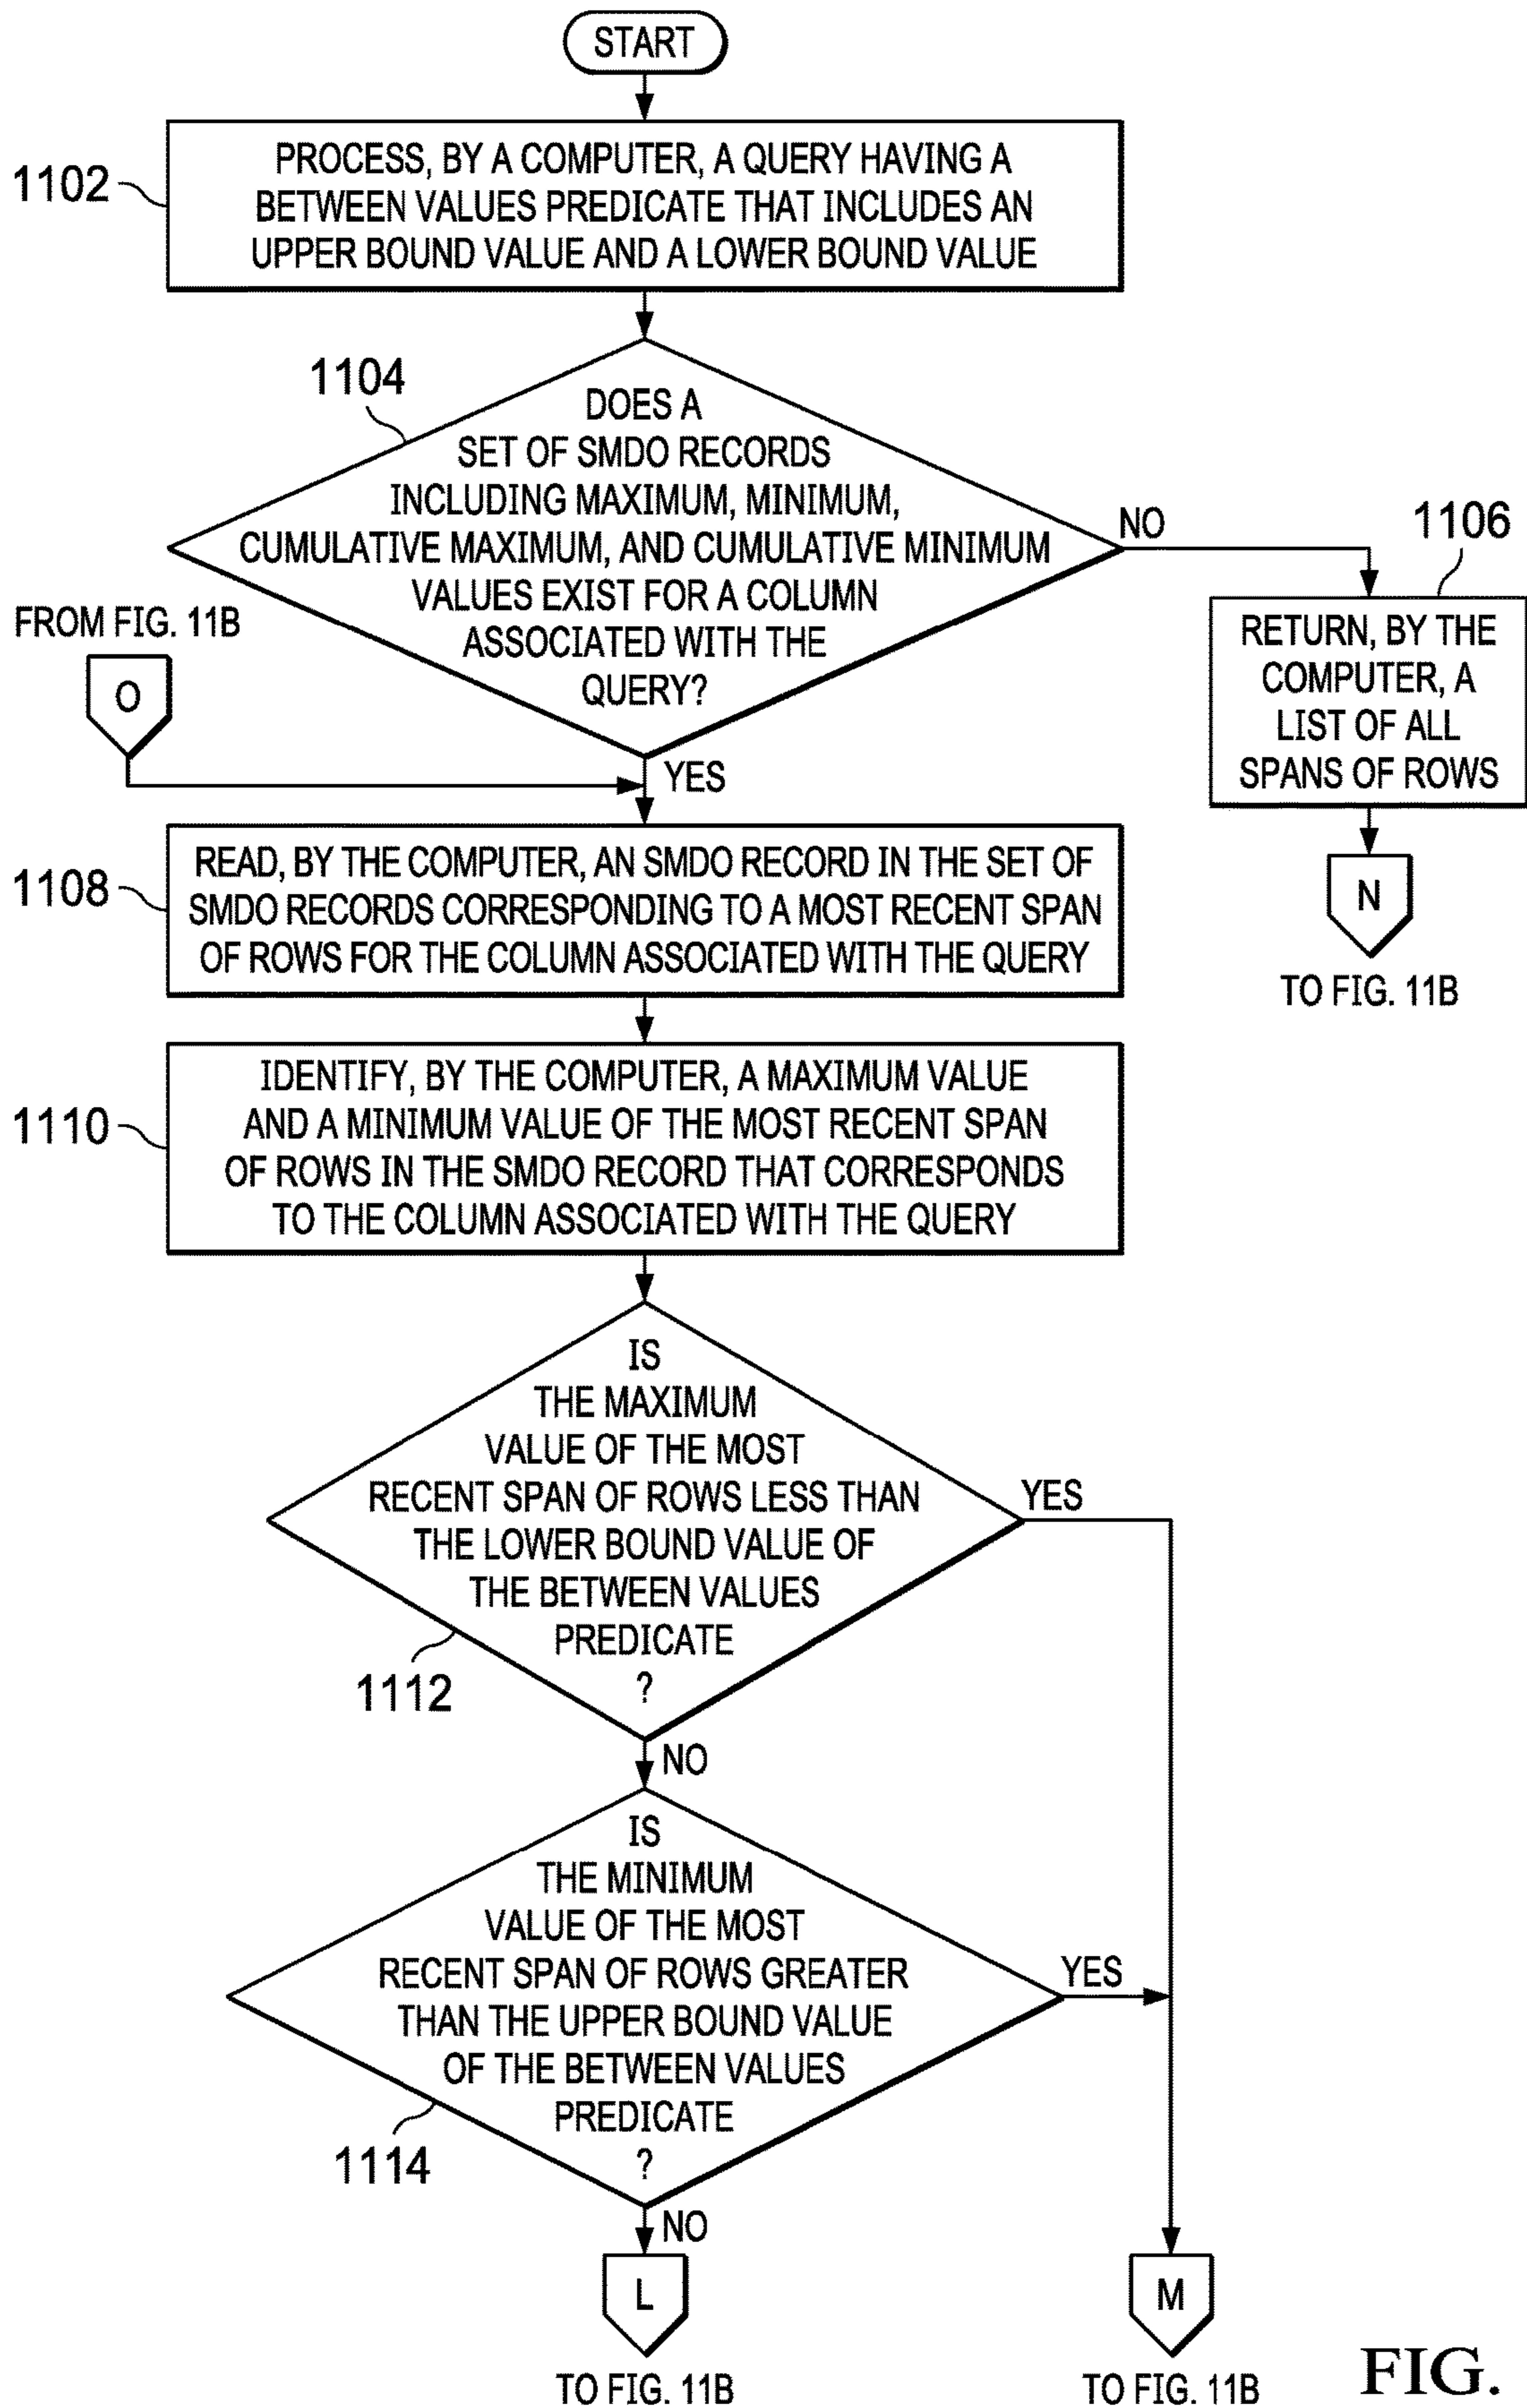 START
1102
PROCESS, BY A COMPUTER, A QUERY HAVING A
BETWEEN VALUES PREDICATE THAT INCLUDES AN
UPPER BOUND VALUE AND A LOWER BOUND VALUE
1104
DOES A
SET OF SMDO RECORDS
INCLUDING MAXIMUM, MINIMUM,
CUMULATIVE MAXIMUM, AND CUMULATIVE MINIMUM
VALUES EXIST FOR A COLUMN
ASSOCIATED WITH THE
QUERY?
NO
1106
RETURN, BY THE
COMPUTER, A
LIST OF ALL
SPANS OF ROWS
N
TO FIG. 11B
FROM FIG. 11B
O
YES
1108
READ, BY THE COMPUTER, AN SMDO RECORD IN THE SET OF
SMDO RECORDS CORRESPONDING TO A MOST RECENT SPAN
OF ROWS FOR THE COLUMN ASSOCIATED WITH THE QUERY
1110
IDENTIFY, BY THE COMPUTER, A MAXIMUM VALUE
AND A MINIMUM VALUE OF THE MOST RECENT SPAN
OF ROWS IN THE SMDO RECORD THAT CORRESPONDS
TO THE COLUMN ASSOCIATED WITH THE QUERY
IS
THE MAXIMUM
VALUE OF THE MOST
RECENT SPAN OF ROWS LESS THAN
THE LOWER BOUND VALUE OF
THE BETWEEN VALUES
PREDICATE
?
1112
YES
NO
IS
THE MINIMUM
VALUE OF THE MOST
RECENT SPAN OF ROWS GREATER
THAN THE UPPER BOUND VALUE
OF THE BETWEEN VALUES
PREDICATE
?
1114
YES
NO
L
TO FIG. 11B
M
TO FIG. 11B
FIG.